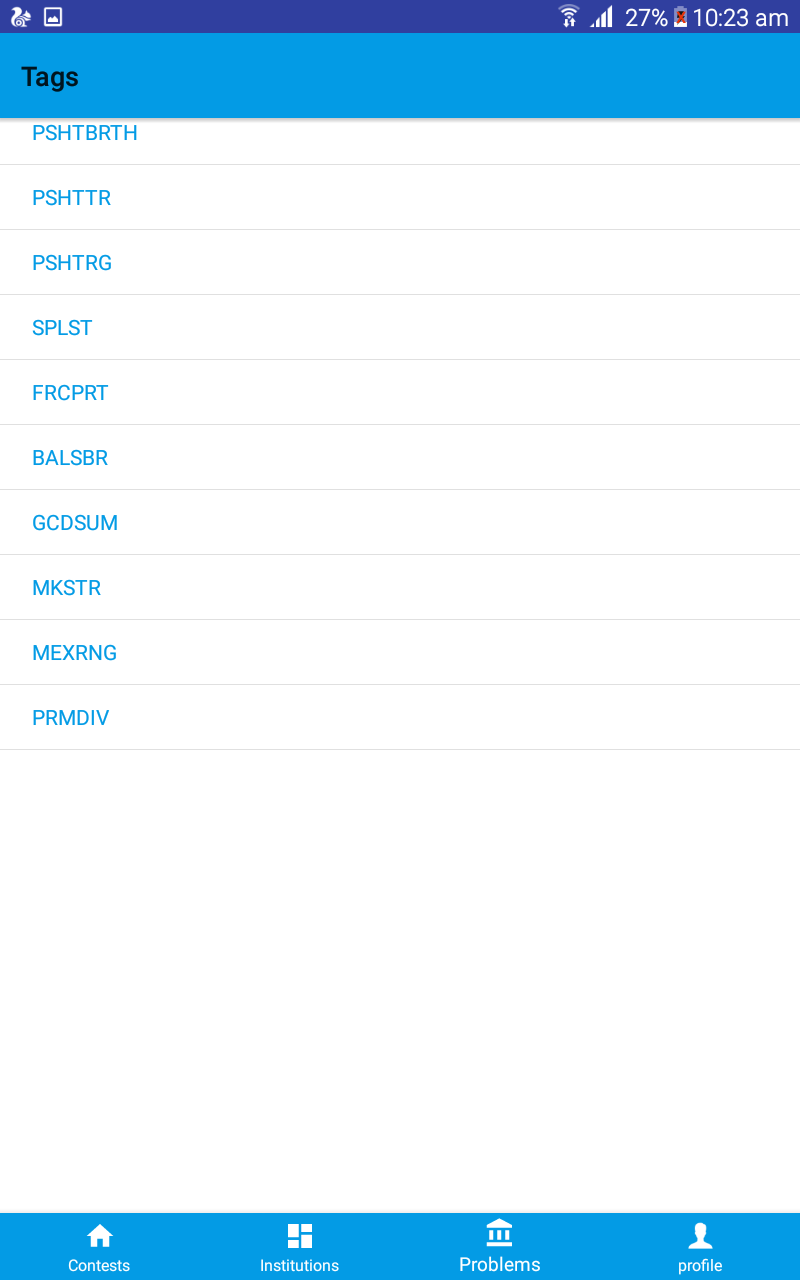 27% 10:23 am
Tags
PSHTBRTH
PSHTTR
PSHTRG
SPLST
FRCPRT
BALSBR
GCDSUM
MKSTR
MEXRNG
PRMDIV
Contests Institutions Problems profile